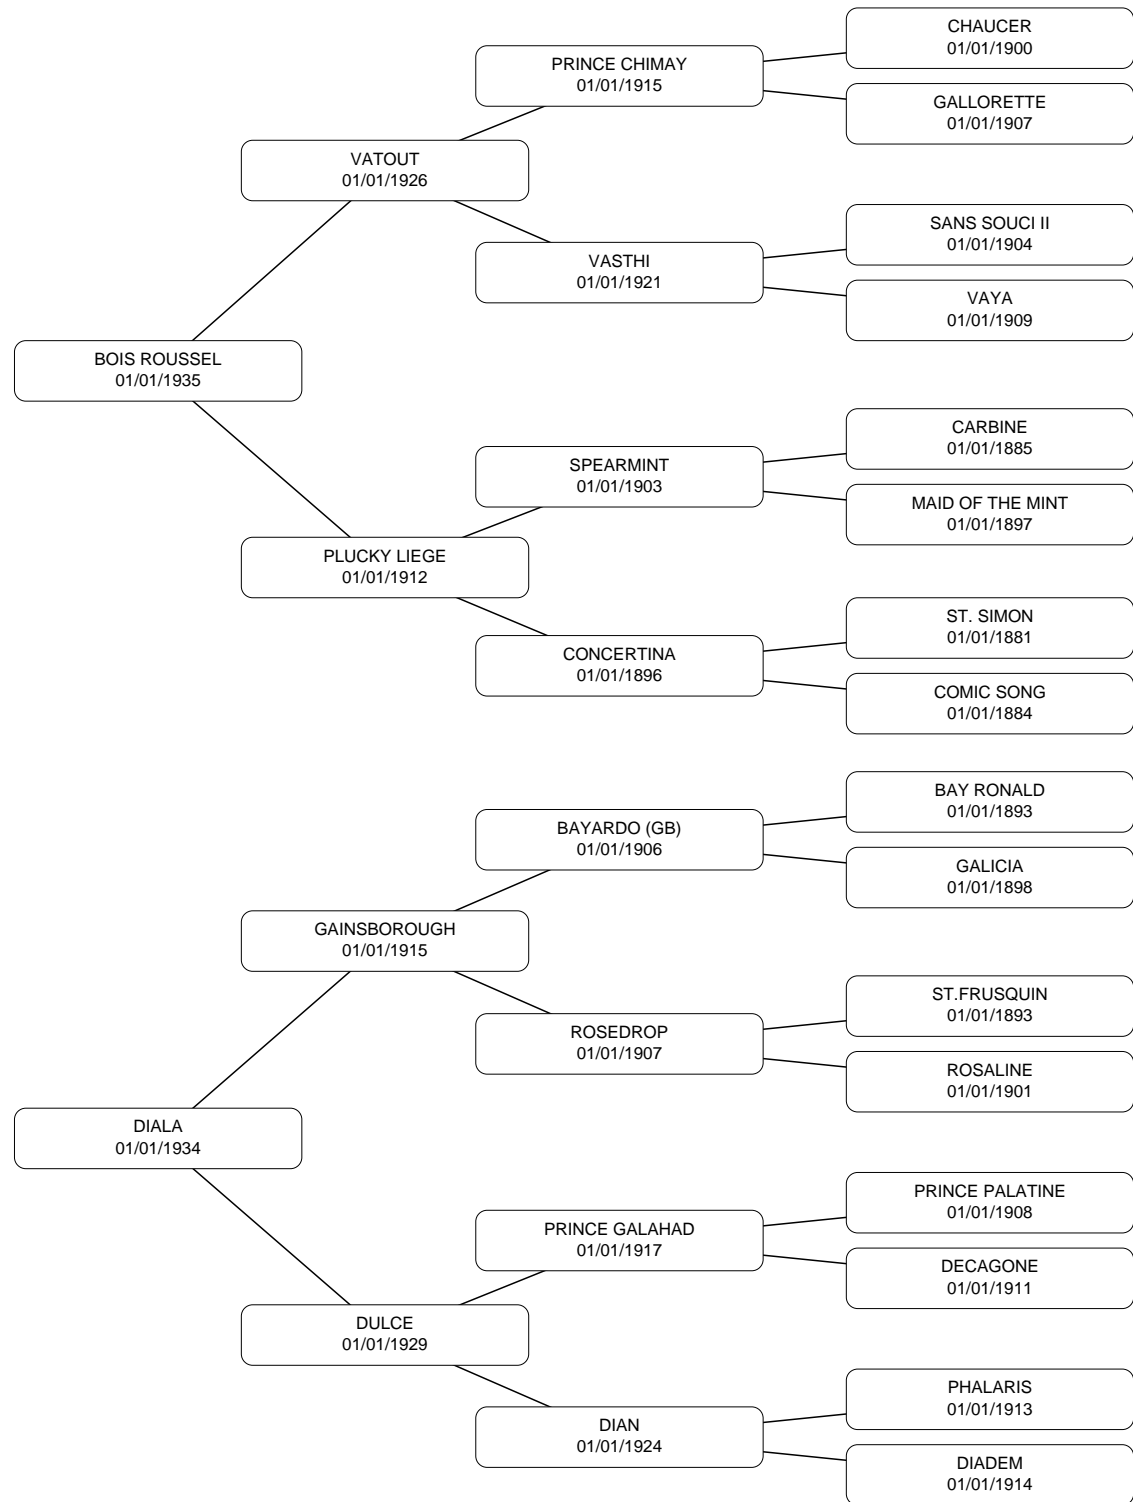 CHAUCER
01/01/1900
PRINCE CHIMAY
01/01/1915
GALLORETTE
01/01/1907
VATOUT
01/01/1926
SANS SOUCI II
01/01/1904
VASTHI
01/01/1921
VAYA
01/01/1909
BOIS ROUSSEL
01/01/1935
CARBINE
01/01/1885
SPEARMINT
01/01/1903
MAID OF THE MINT
01/01/1897
PLUCKY LIEGE
01/01/1912
ST. SIMON
01/01/1881
CONCERTINA
01/01/1896
COMIC SONG
01/01/1884
BAY RONALD
01/01/1893
BAYARDO (GB)
01/01/1906
GALICIA
01/01/1898
GAINSBOROUGH
01/01/1915
ST.FRUSQUIN
01/01/1893
ROSEDROP
01/01/1907
ROSALINE
01/01/1901
DIALA
01/01/1934
PRINCE PALATINE
01/01/1908
PRINCE GALAHAD
01/01/1917
DECAGONE
01/01/1911
DULCE
01/01/1929
PHALARIS
01/01/1913
DIAN
01/01/1924
DIADEM
01/01/1914